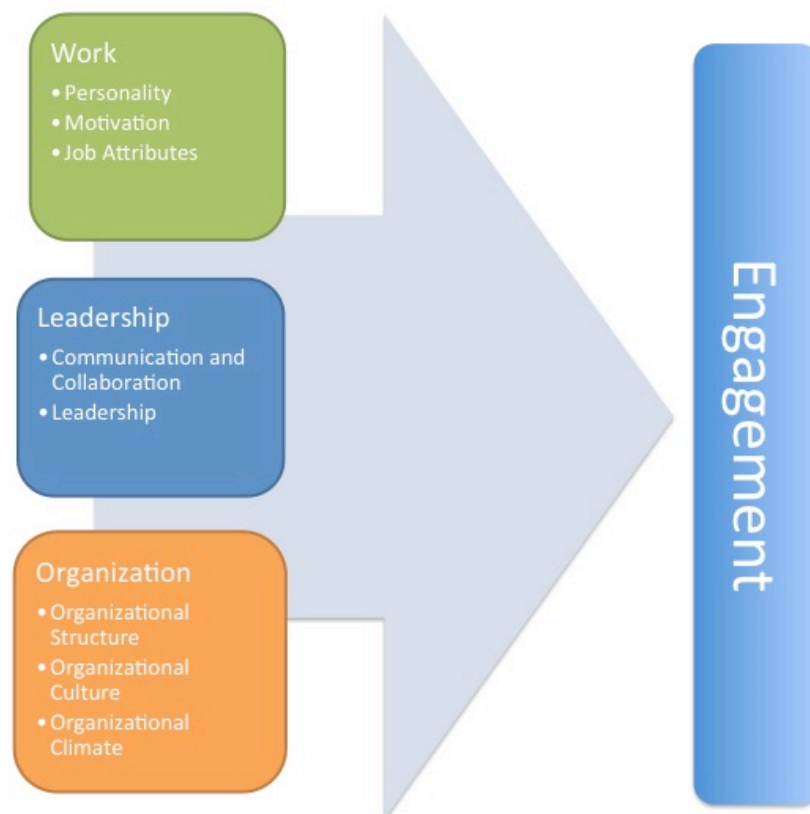 Work
• Personality
• Motivation
• Job Attributes
Leadership
• Communication and
Collaboration
• Leadership
Organization
• Organizational
Structure
• Organizational
Culture
• Organizational
Climate
Engagement